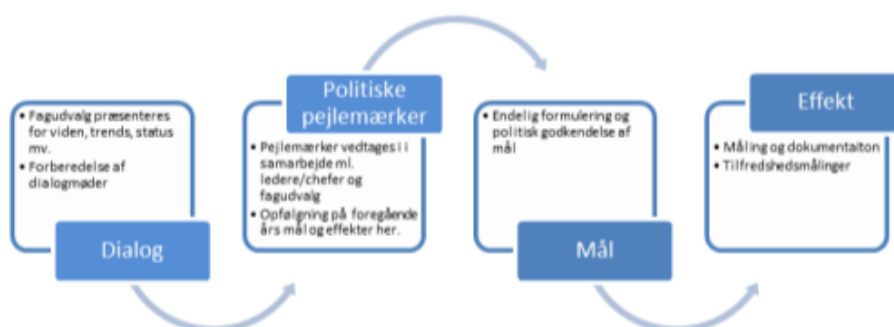 • Fagudvalg præsenteres
for viden, trends, status
mv.
• Forberedelse af
dialogmøder
Dialog
Politiske
pejlemærker
• Pejlemærker vedtages i i
samarbejde ml.
ledere/chefer og
fagudvalg
• Opfølgning på foregående
års mål og effekter her.
• Endelig formulering og
politisk godkendelse af
mål
Mål
Effekt
• Måling og dokumentaiton
• Tilfredshedsmålinger